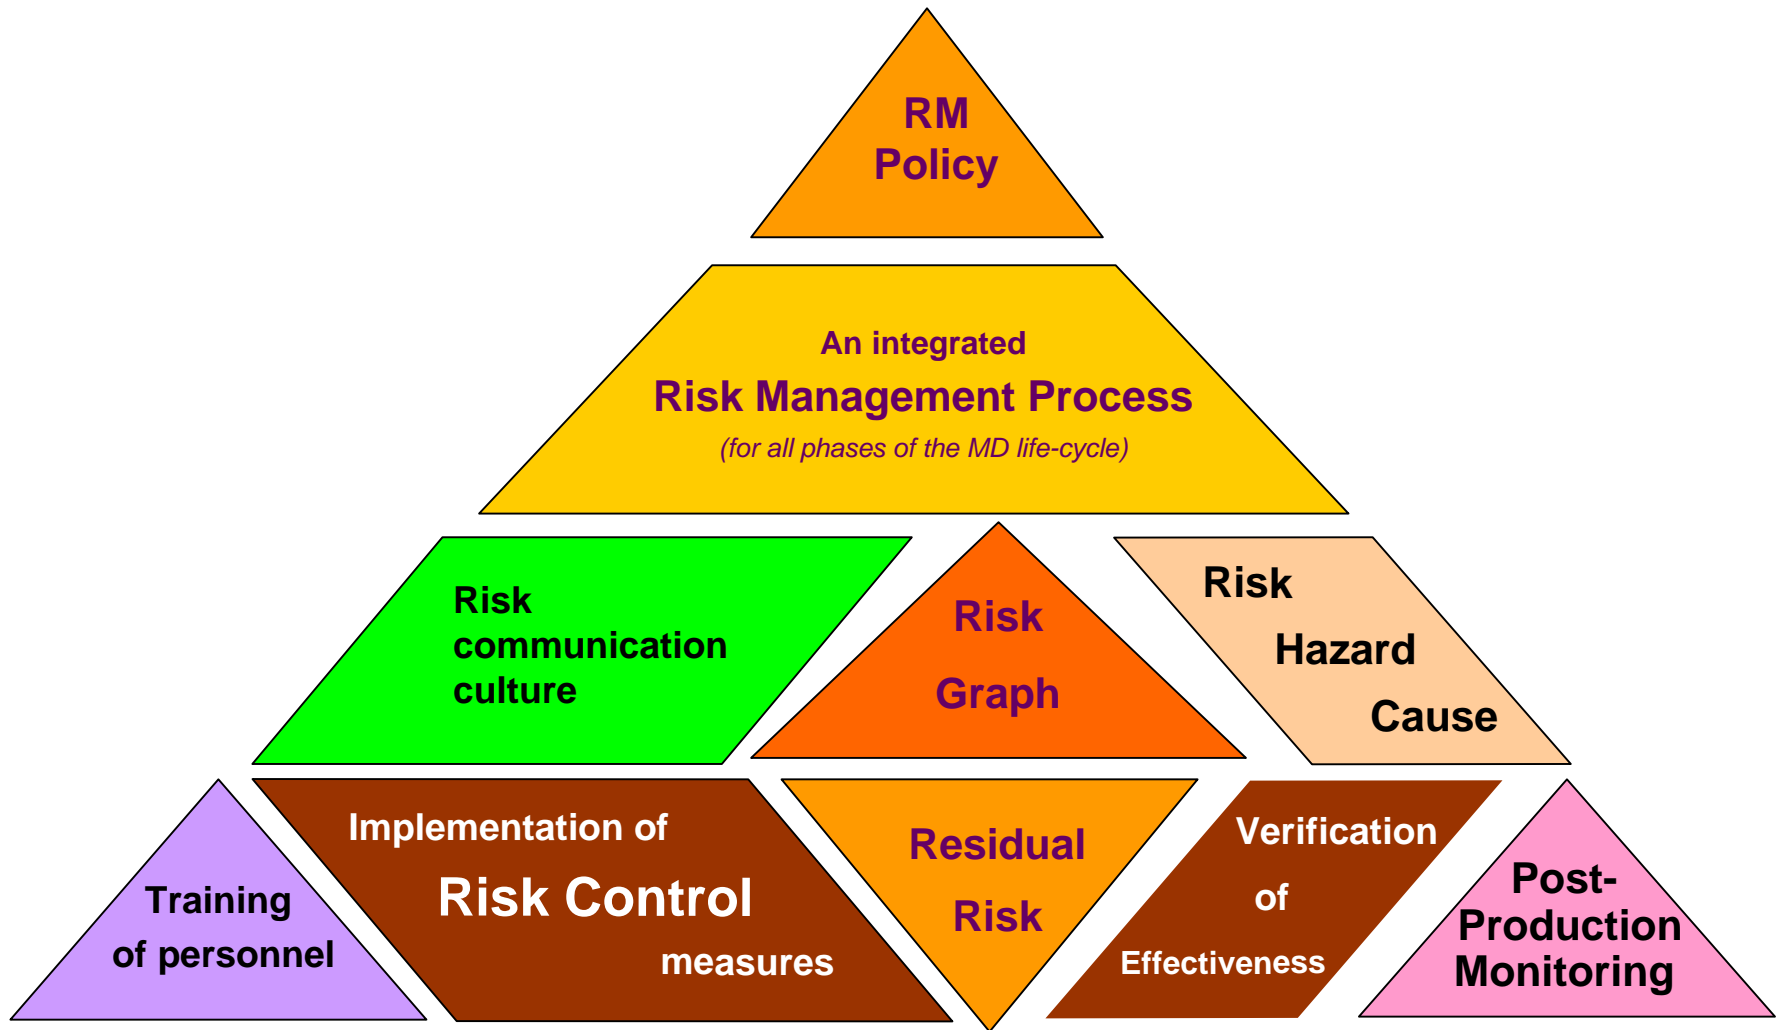 RM
Policy
An integrated
Risk Management Process
(for all phases of the MD life-cycle)
Risk
communication
culture
Risk
Graph
Risk
Hazard
Cause
Training
of personnel
Implementation of
Risk Control
measures
Residual
Risk
Verification
of
Effectiveness
Post-
Production
Monitoring